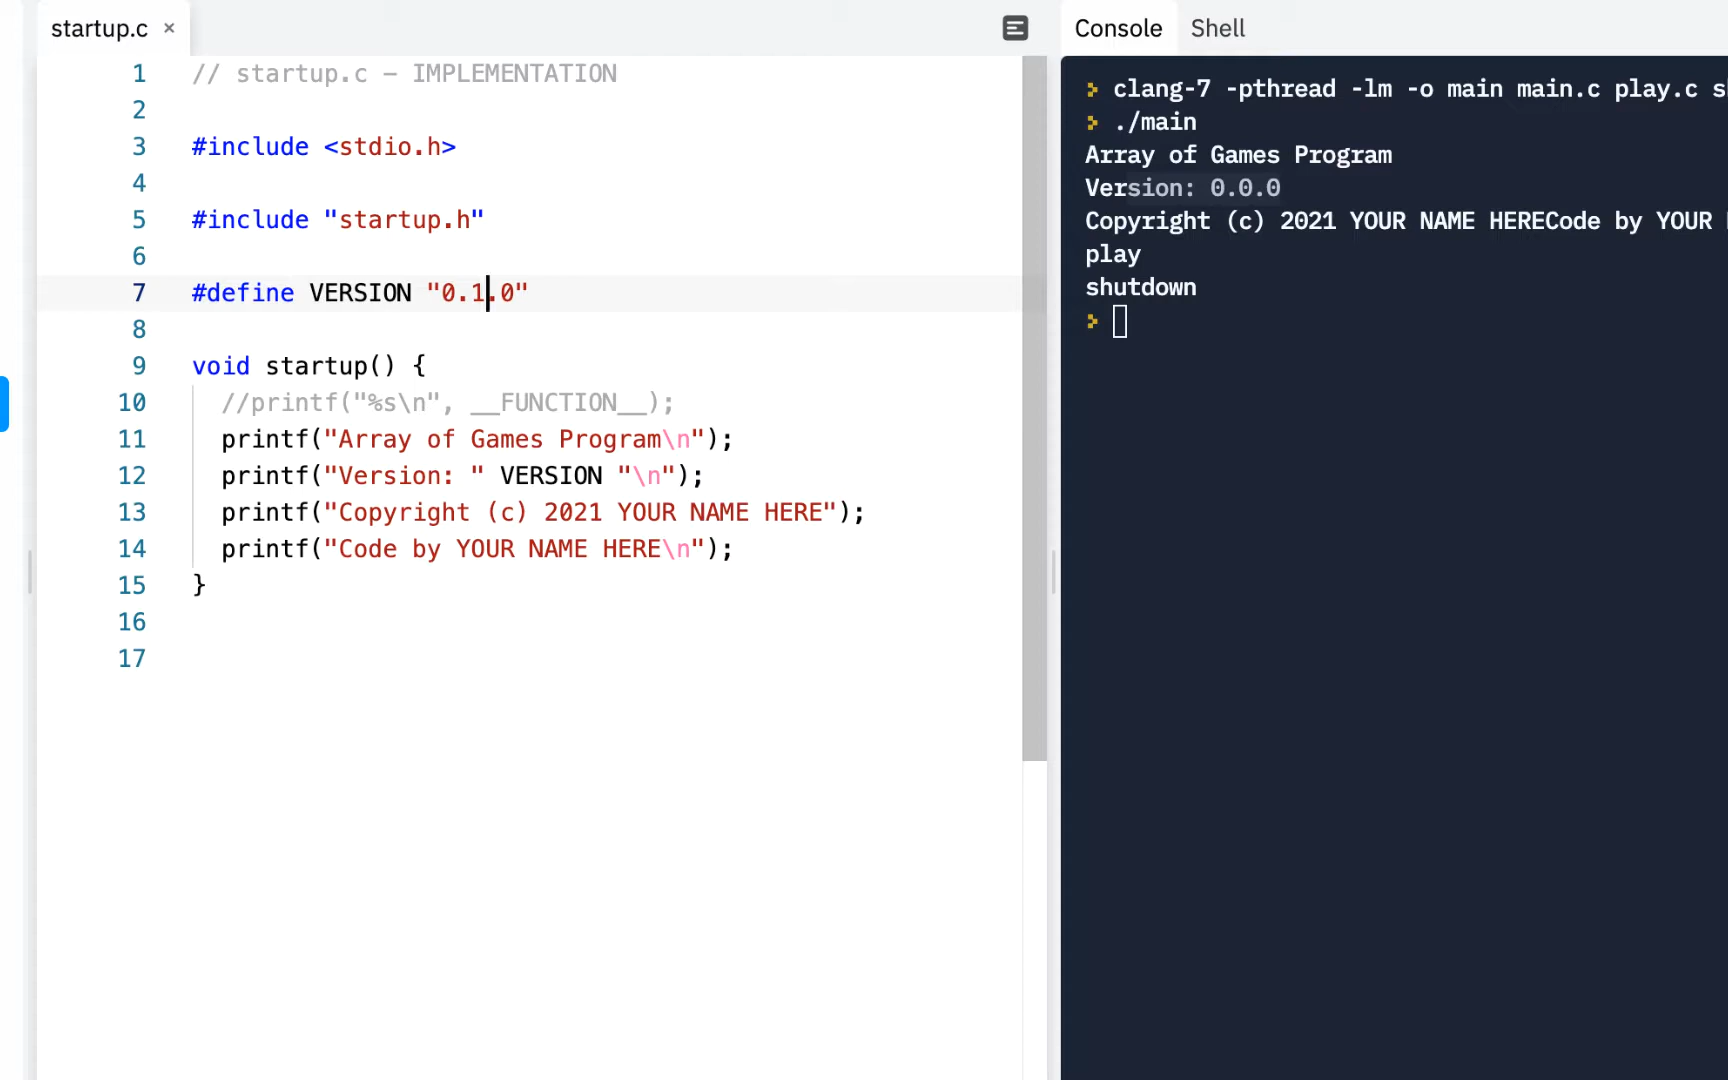 startup.c ×
Console Shell
1 // startup.c – IMPLEMENTATION
2
3 #include <stdio.h>
4
5 #include "startup.h"
6
7 #define VERSION "0.1.0"
8
9 void startup() {
10 //printf("%s\n", __FUNCTION__);
11 printf("Array of Games Program\n");
12 printf("Version: " VERSION "\n");
13 printf("Copyright (c) 2021 YOUR NAME HERE");
14 printf("Code by YOUR NAME HERE\n");
15 }
16
17
clang-7 -pthread -lm -o main main.c play.c
./main
Array of Games Program
Version: 0.0.0
Copyright (c) 2021 YOUR NAME HERECode by YOUR
play
shutdown